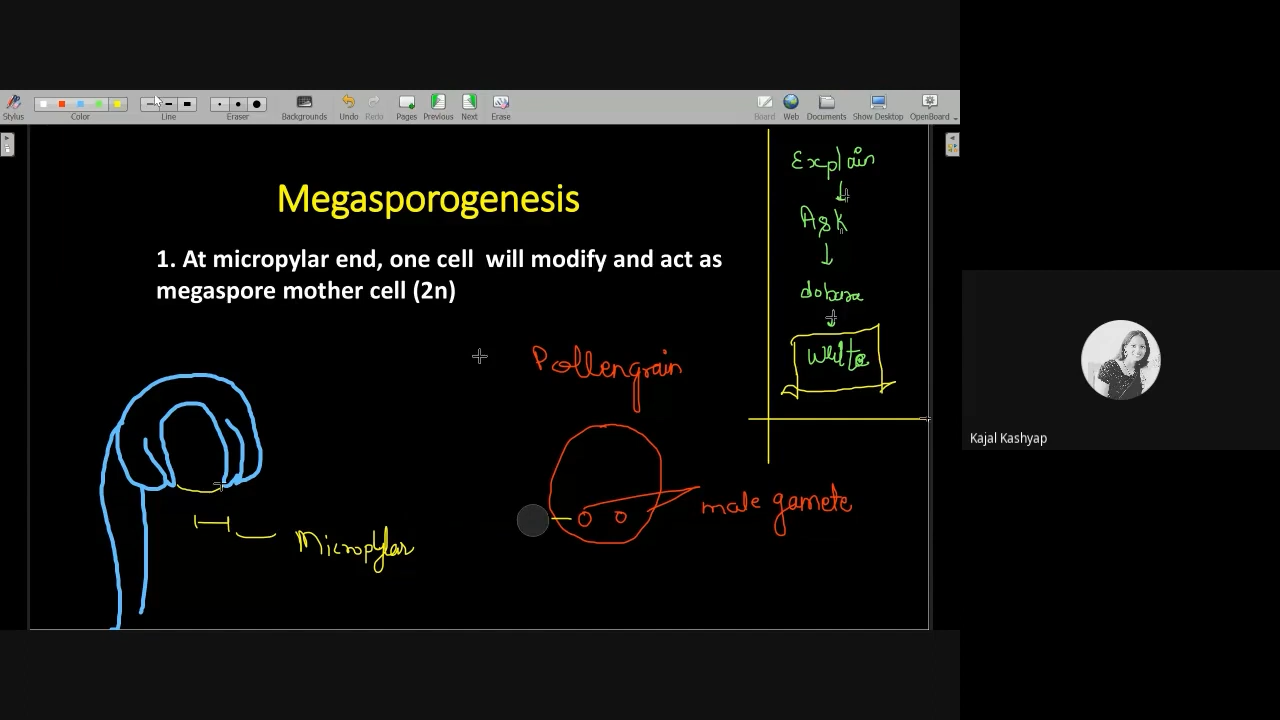 Stylus
Color
Line
Eraser
Backgrounds
Undo
Redo
Pages
Previous
Next
Erase
Board
Web
Documents
Show Desktop
OpenBoard
Megasporogenesis
1. At micropylar end, one cell will modify and act as
megaspore mother cell (2n)
Explain
Ask
dobara
Write
Pollengrain
male gamete
Micropylar
Kajal Kashyap